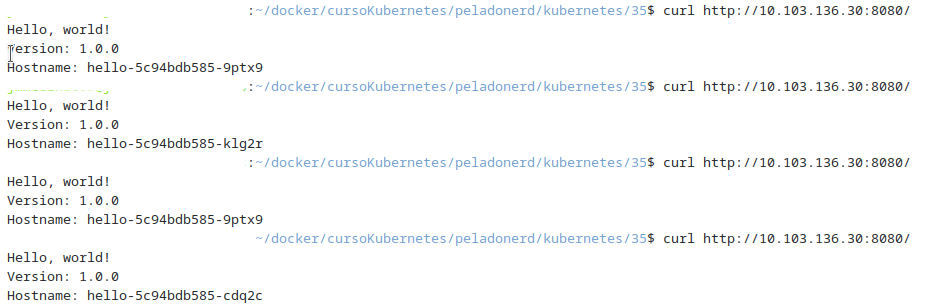 :~/docker/cursoKubernetes/peladonerd/kubernetes/35$ curl http://10.103.136.30:8080/
Hello, world!
Version: 1.0.0
Hostname: hello-5c94bdb585-9ptx9
:~/docker/cursoKubernetes/peladonerd/kubernetes/35$ curl http://10.103.136.30:8080/
Hello, world!
Version: 1.0.0
Hostname: hello-5c94bdb585-klg2r
:~/docker/cursoKubernetes/peladonerd/kubernetes/35$ curl http://10.103.136.30:8080/
Hello, world!
Version: 1.0.0
Hostname: hello-5c94bdb585-9ptx9
~/docker/cursoKubernetes/peladonerd/kubernetes/35$ curl http://10.103.136.30:8080/
Hello, world!
Version: 1.0.0
Hostname: hello-5c94bdb585-cdq2c